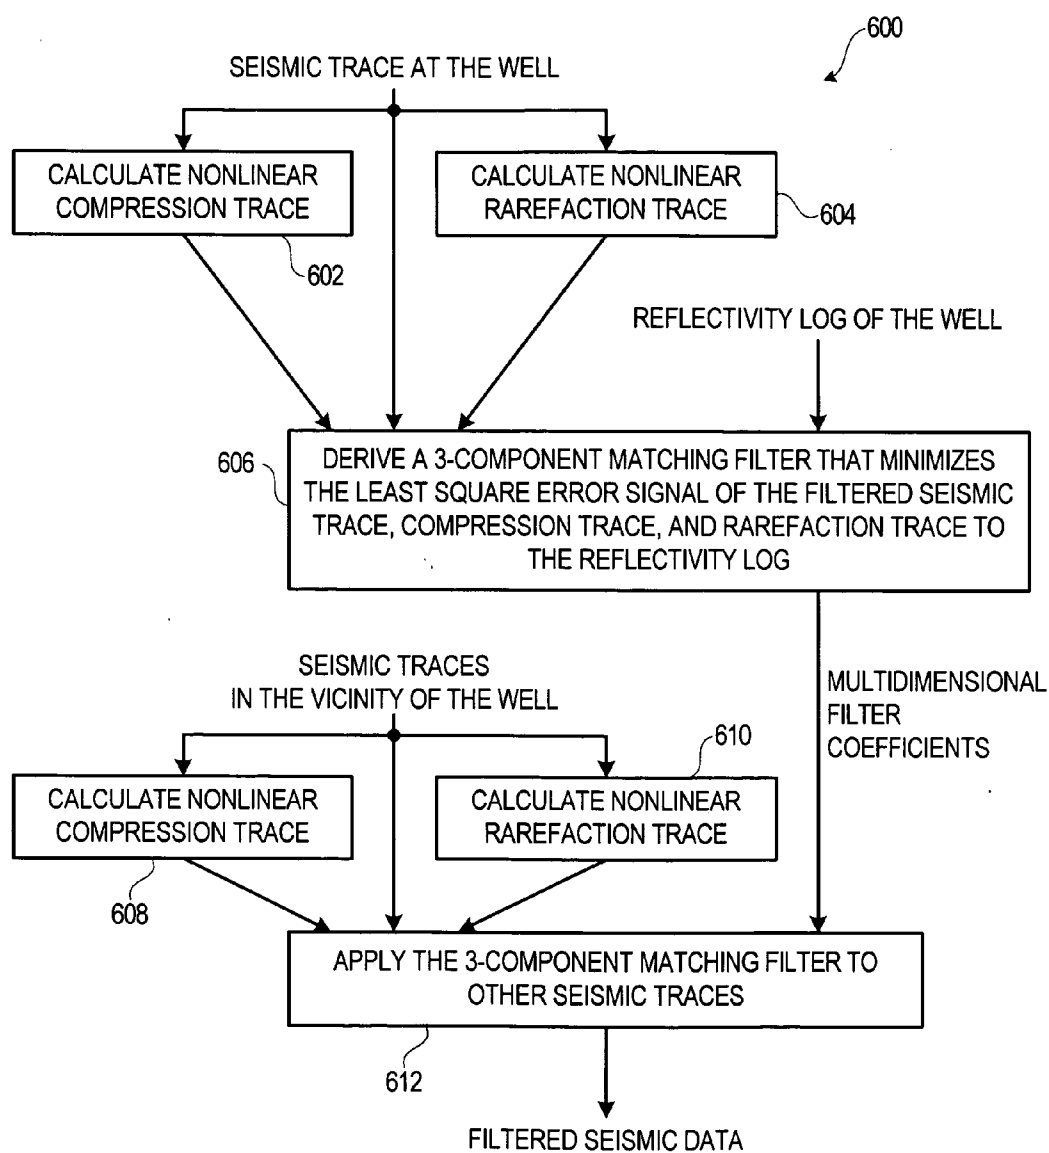 600
SEISMIC TRACE AT THE WELL
CALCULATE NONLINEAR
COMPRESSION TRACE
602
CALCULATE NONLINEAR
RAREFACTION TRACE
604
REFLECTIVITY LOG OF THE WELL
606
DERIVE A 3-COMPONENT MATCHING FILTER THAT MINIMIZES
THE LEAST SQUARE ERROR SIGNAL OF THE FILTERED SEISMIC
TRACE, COMPRESSION TRACE, AND RAREFACTION TRACE TO
THE REFLECTIVITY LOG
SEISMIC TRACES
IN THE VICINITY OF THE WELL
MULTIDIMENSIONAL
FILTER
COEFFICIENTS
CALCULATE NONLINEAR
COMPRESSION TRACE
608
610
CALCULATE NONLINEAR
RAREFACTION TRACE
APPLY THE 3-COMPONENT MATCHING FILTER TO
OTHER SEISMIC TRACES
612
FILTERED SEISMIC DATA